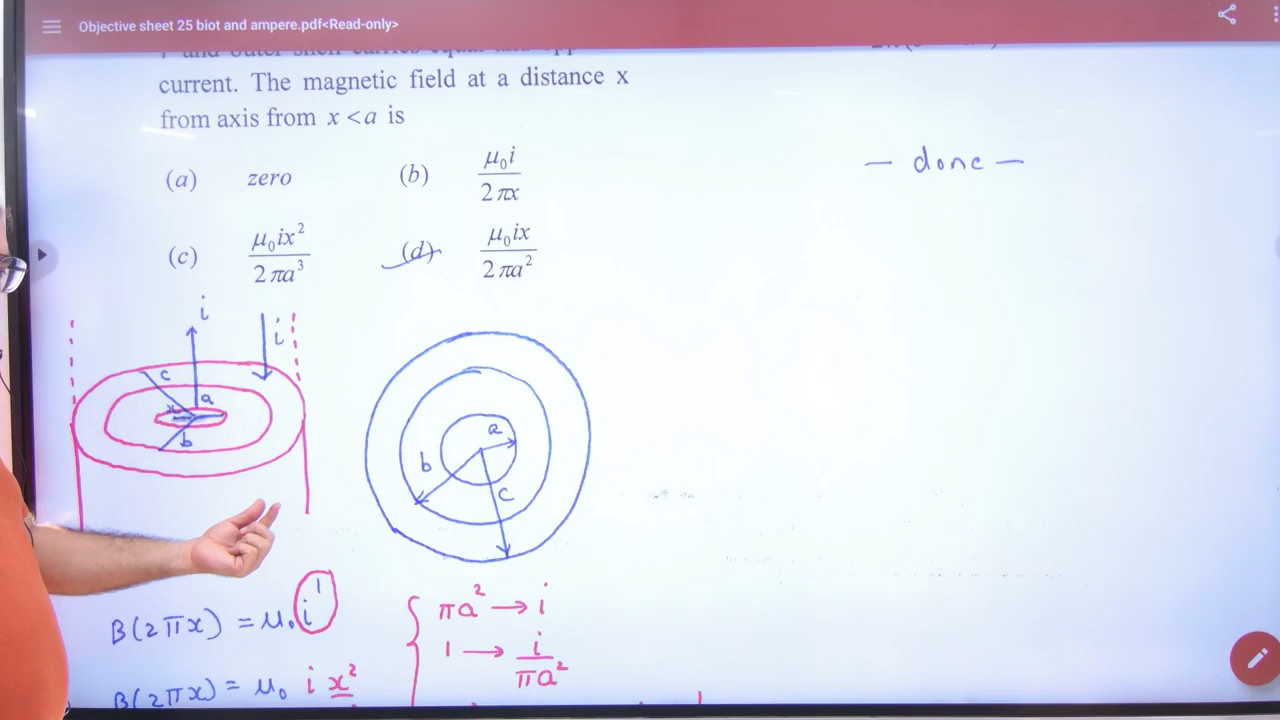 Objective sheet 25 biot and ampere.pdf<Read-only>
current. The magnetic field at a distance x
from axis from x < a is
— done —
(a) zero (b) μ₀i / 2πx
(c) μ₀ix² / 2πa³ (d) μ₀ix / 2πa²
i
i
c
a
x
b
a
b
c
B(2πx) = μ₀ i'
πa² → i
1 → i / πa²
B(2πx) = μ₀ i x²